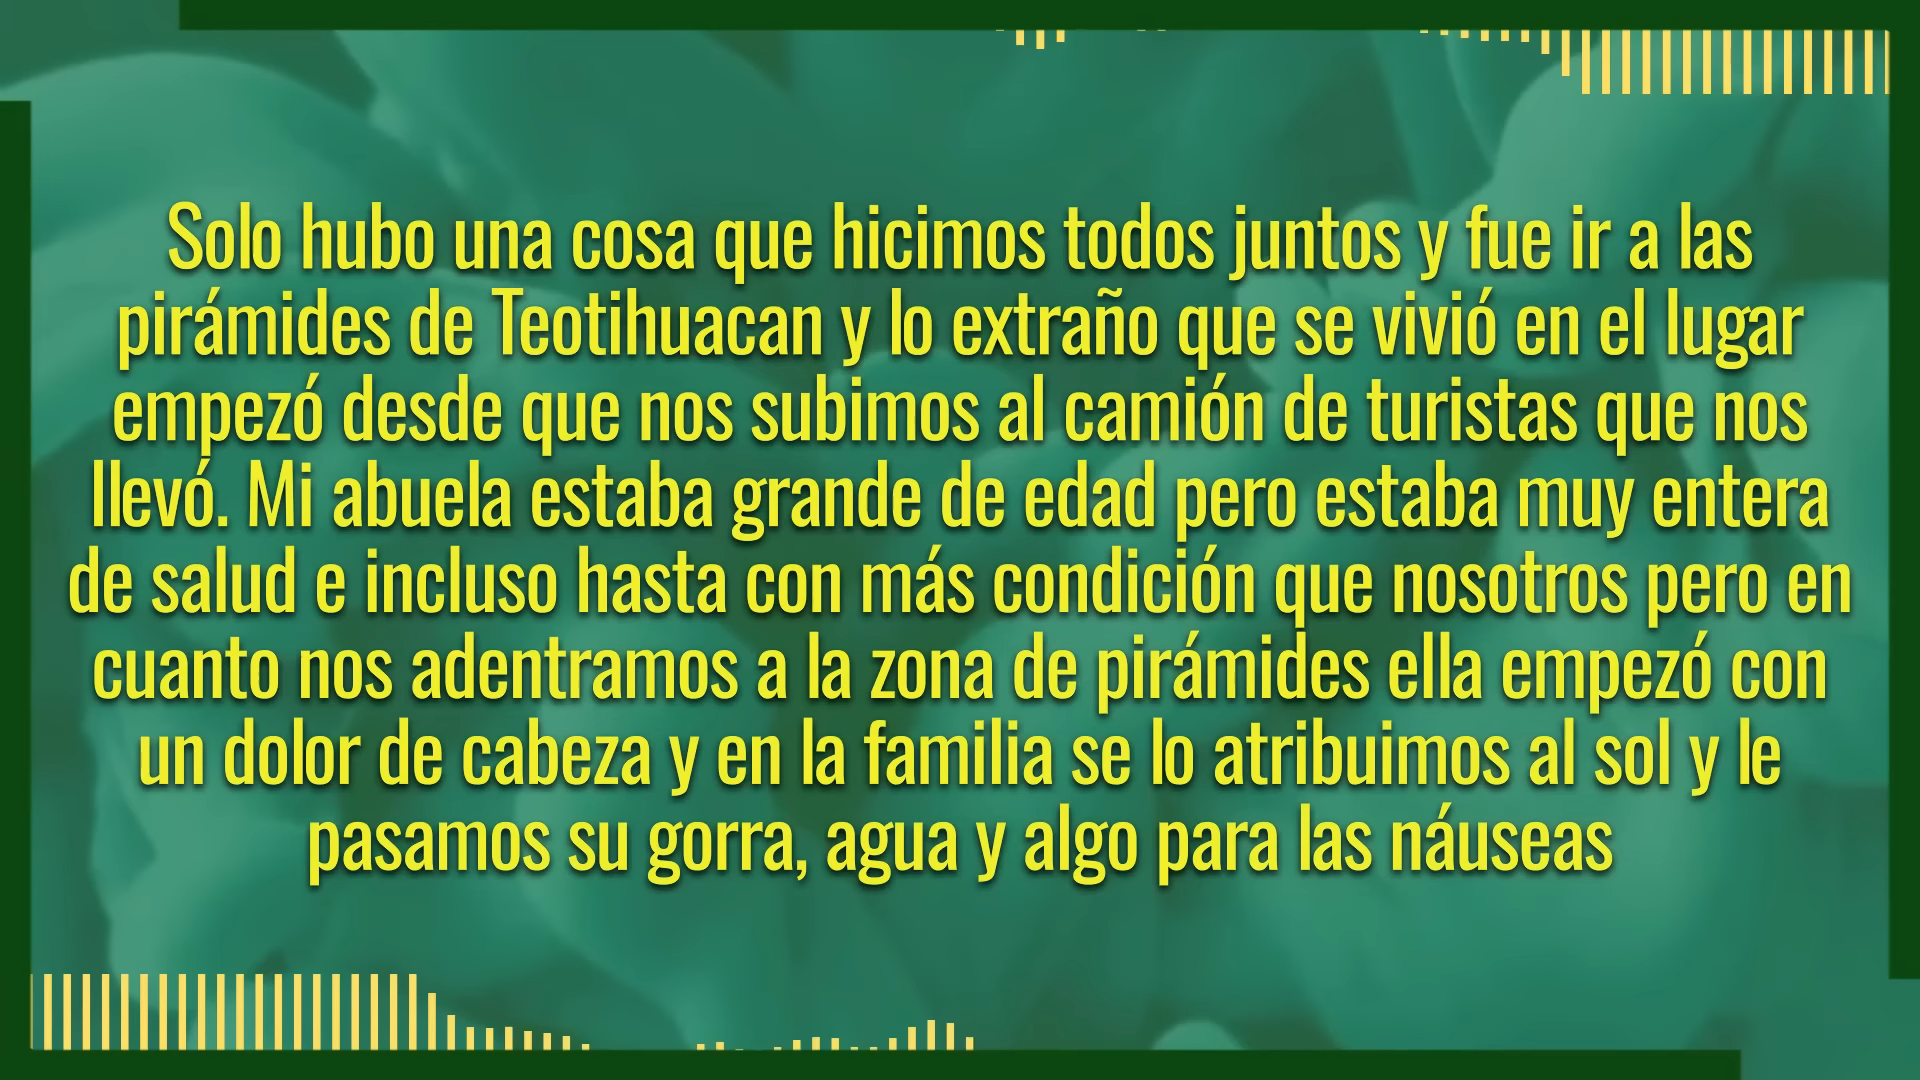 Solo hubo una cosa que hicimos todos juntos y fue ir a las
pirámides de Teotihuacan y lo extraño que se vivió en el lugar
empezó desde que nos subimos al camión de turistas que nos
llevó. Mi abuela estaba grande de edad pero estaba muy entera
de salud e incluso hasta con más condición que nosotros pero en
cuanto nos adentramos a la zona de pirámides ella empezó con
un dolor de cabeza y en la familia se lo atribuimos al sol y le
pasamos su gorra, agua y algo para las náuseas